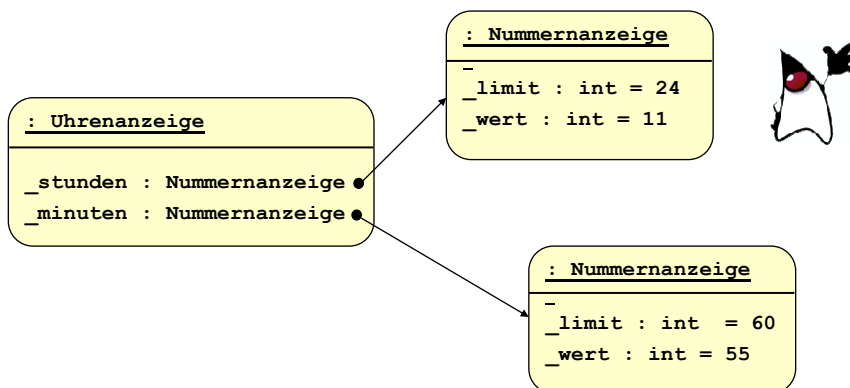 : Uhrenanzeige
_stunden : Nummernanzeige
_minuten : Nummernanzeige
: Nummernanzeige
_
_limit : int = 24
_wert : int = 11
: Nummernanzeige
_
_limit : int = 60
_wert : int = 55